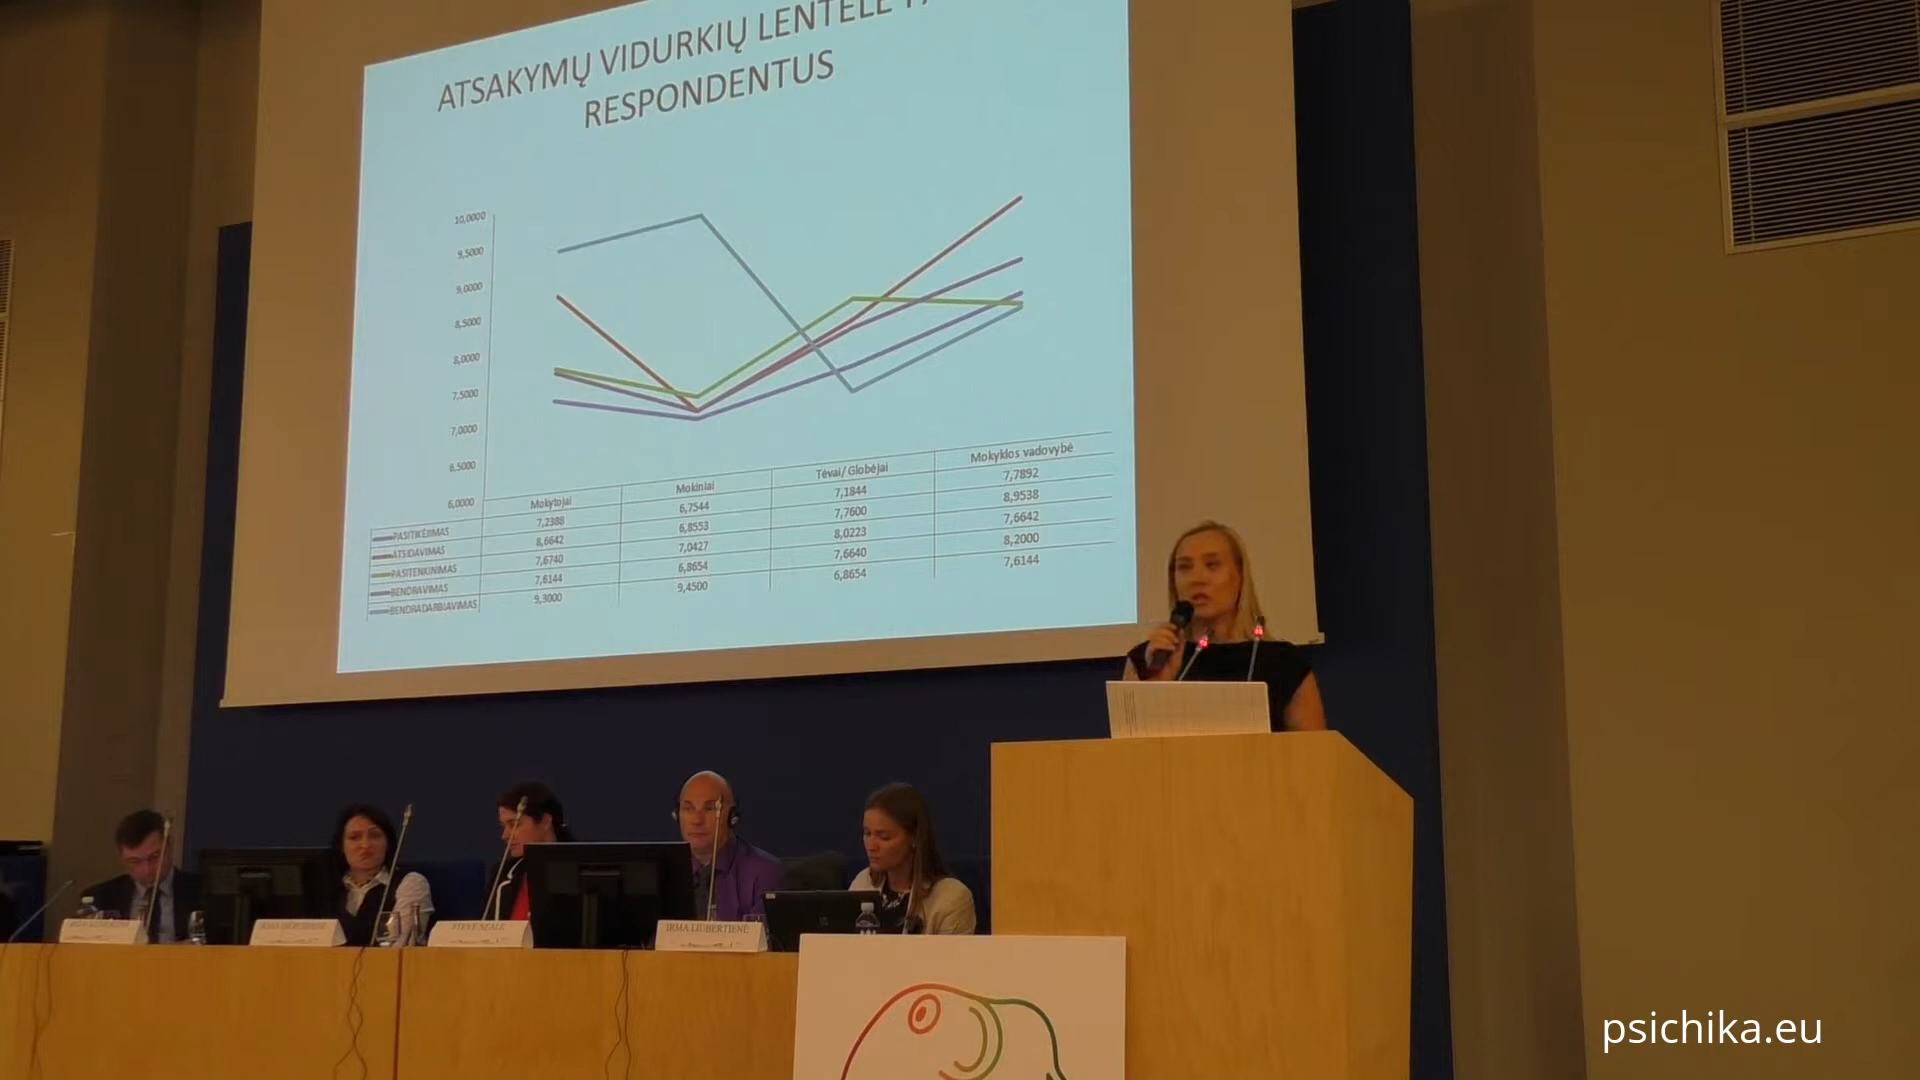 ATSAKYMŲ VIDURKIŲ LENTELĖ
RESPONDENTUS
10,0000
9,5000
9,0000
8,5000
8,0000
7,5000
7,0000
6,5000
6,0000
Mokytojai Mokiniai Tėvai/ Globėjai Mokyklos vadovybė
PASITIKĖJIMAS 7,2388 6,7544 7,1844 7,7892
ATSIDAVIMAS 8,6642 6,8553 7,7600 8,9538
PASITENKINIMAS 7,6740 7,0427 8,0223 7,6642
BENDRAVIMAS 7,6144 6,8654 7,6640 8,2000
BENDRADARBIAVIMAS 9,3000 9,4500 6,8654 7,6144
STEVE NEALE
IRMA LIUBERTIENĖ
psichika.eu